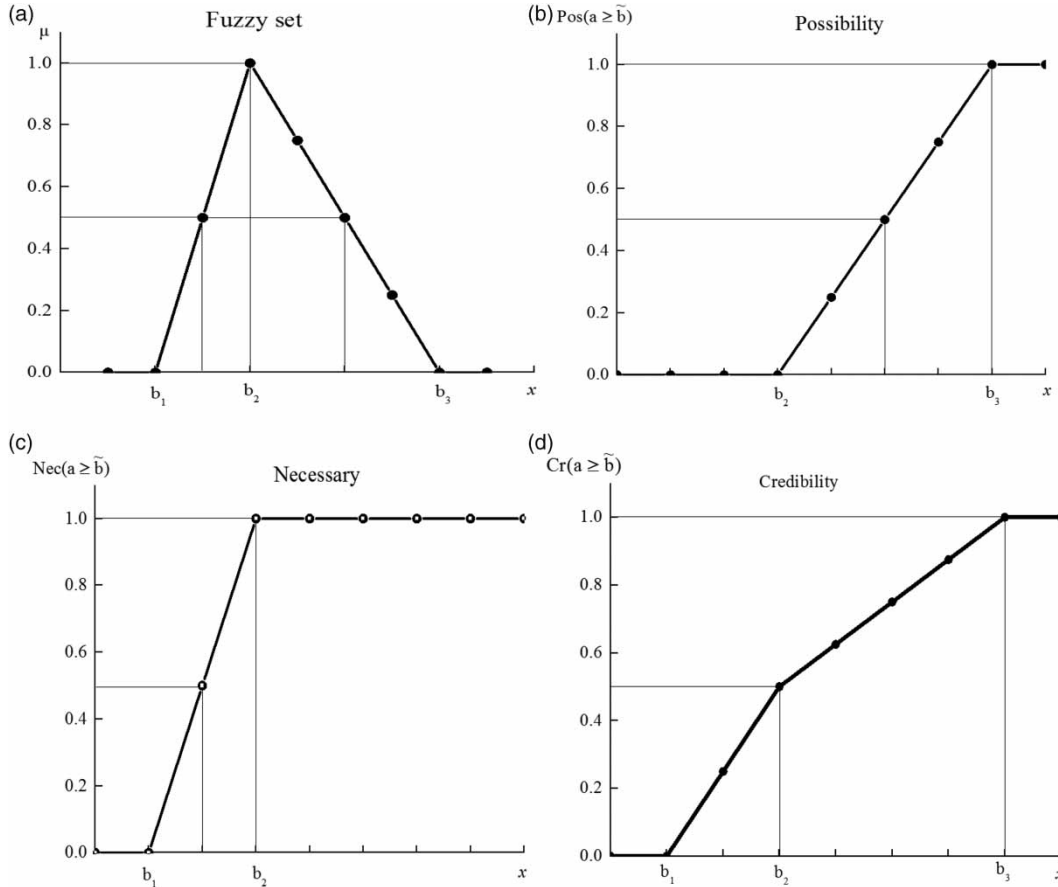 (a)
Fuzzy set
μ
1.0
0.8
0.6
0.4
0.2
0.0
b₁
b₂
b₃
x
(b)
Pos(a ≥ b̃)
Possibility
1.0
0.8
0.6
0.4
0.2
0.0
b₂
b₃
x
(c)
Nec(a ≥ b̃)
Necessary
1.0
0.8
0.6
0.4
0.2
0.0
b₁
b₂
x
(d)
Cr(a ≥ b̃)
Credibility
1.0
0.8
0.6
0.4
0.2
0.0
b₁
b₂
b₃